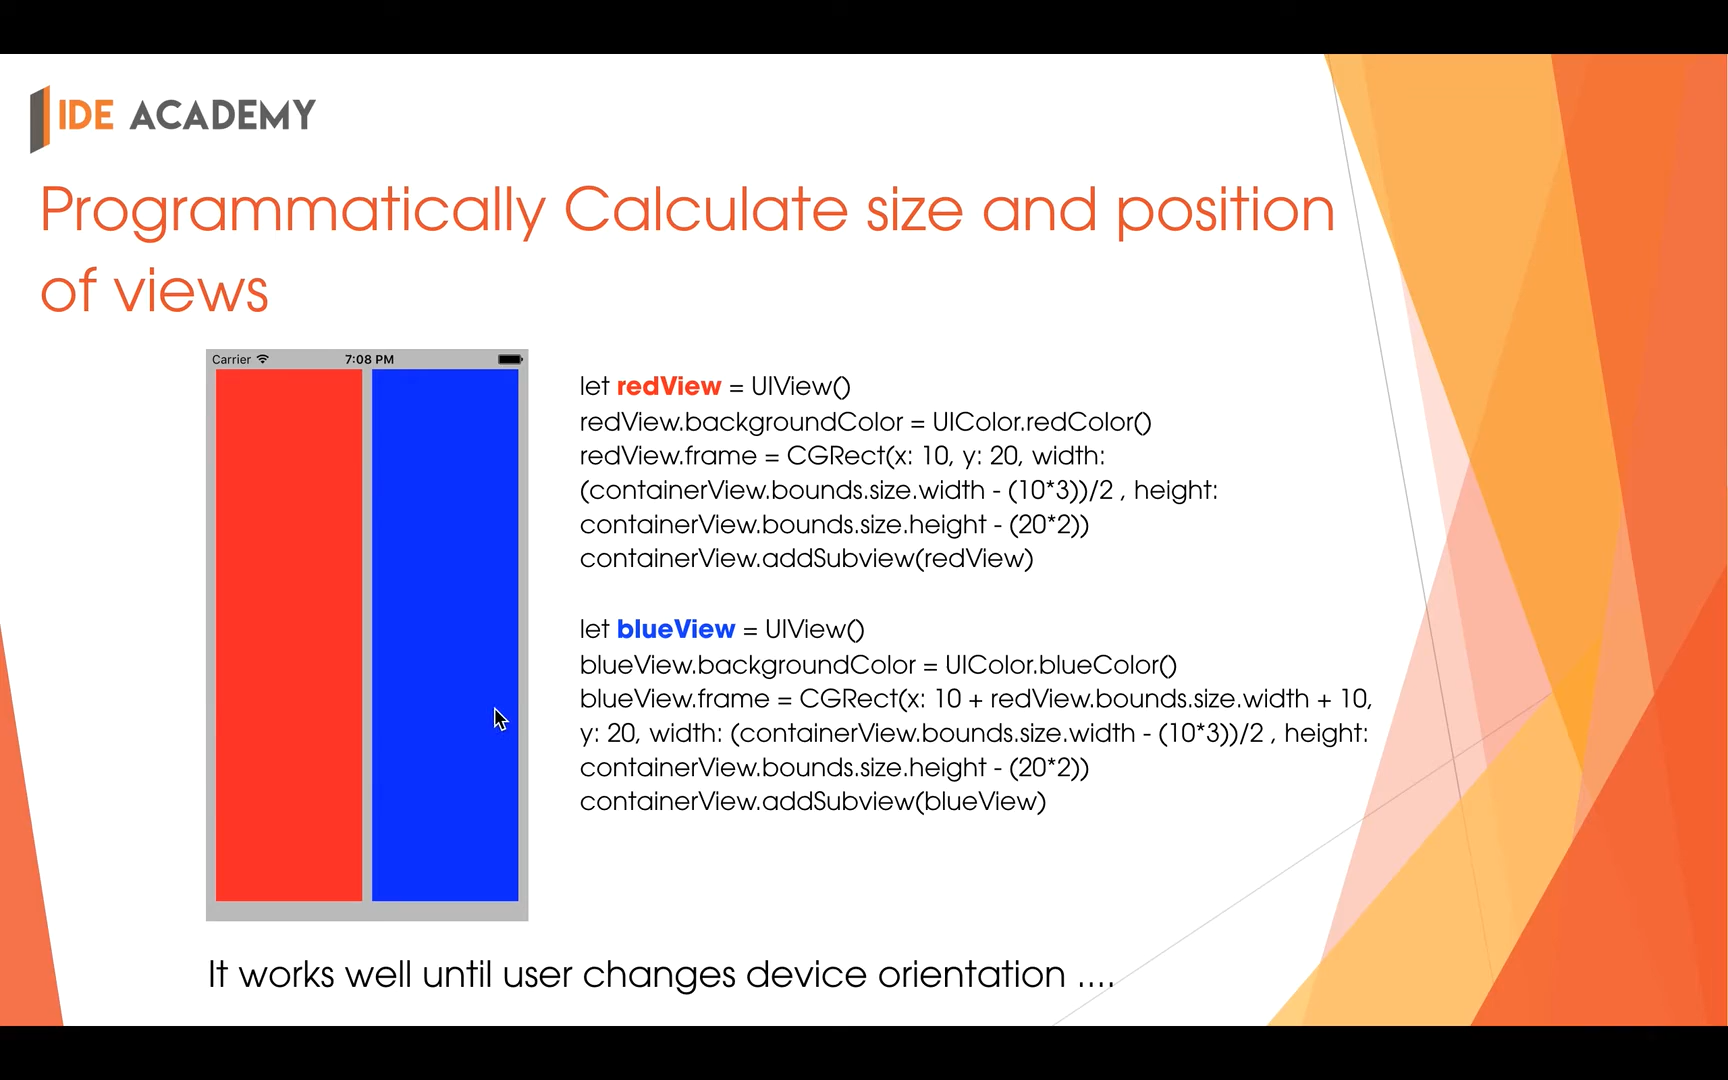 IDE ACADEMY
Programmatically Calculate size and position
of views
Carrier 7:08 PM
let redView = UIView()
redView.backgroundColor = UIColor.redColor()
redView.frame = CGRect(x: 10, y: 20, width:
(containerView.bounds.size.width - (10*3))/2 , height:
containerView.bounds.size.height - (20*2))
containerView.addSubview(redView)
let blueView = UIView()
blueView.backgroundColor = UIColor.blueColor()
blueView.frame = CGRect(x: 10 + redView.bounds.size.width + 10,
y: 20, width: (containerView.bounds.size.width - (10*3))/2 , height:
containerView.bounds.size.height - (20*2))
containerView.addSubview(blueView)
It works well until user changes device orientation ....